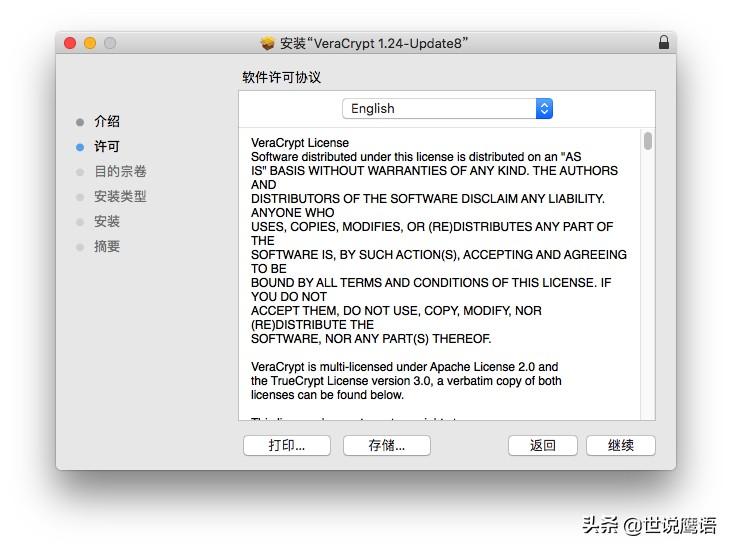 安装“VeraCrypt 1.24-Update8”
软件许可协议
English
介绍
许可
目的宗卷
安装类型
安装
摘要
VeraCrypt License
Software distributed under this license is distributed on an "AS
IS" BASIS WITHOUT WARRANTIES OF ANY KIND. THE AUTHORS
AND
DISTRIBUTORS OF THE SOFTWARE DISCLAIM ANY LIABILITY.
ANYONE WHO
USES, COPIES, MODIFIES, OR (RE)DISTRIBUTES ANY PART OF
THE
SOFTWARE IS, BY SUCH ACTION(S), ACCEPTING AND AGREEING
TO BE
BOUND BY ALL TERMS AND CONDITIONS OF THIS LICENSE. IF
YOU DO NOT
ACCEPT THEM, DO NOT USE, COPY, MODIFY, NOR
(RE)DISTRIBUTE THE
SOFTWARE, NOR ANY PART(S) THEREOF.
VeraCrypt is multi-licensed under Apache License 2.0 and
the TrueCrypt License version 3.0, a verbatim copy of both
licenses can be found below.
打印...
存储...
返回
继续
头条 @世说鹰语